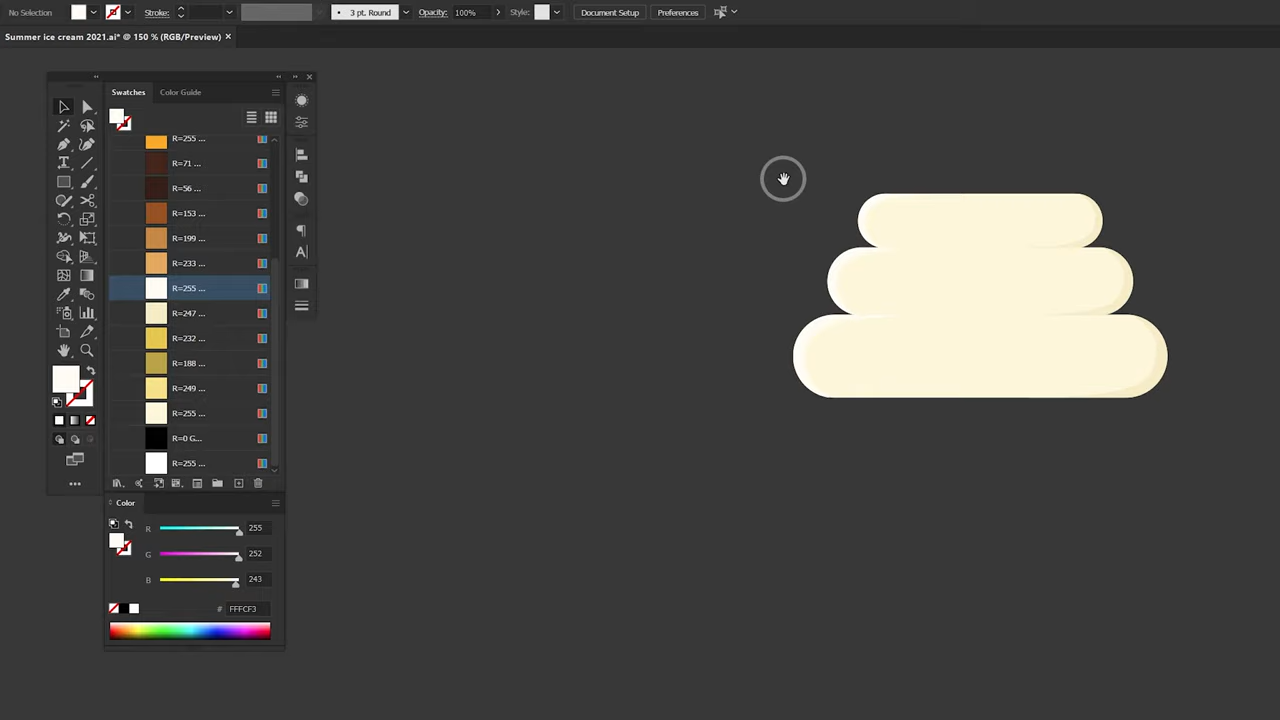 No Selection
Stroke:
3 pt. Round
Opacity: 100%
Style:
Document Setup
Preferences
Summer ice cream 2021.ai* @ 150 % (RGB/Preview)
Swatches
Color Guide
R=255 ...
R=71 ...
R=56 ...
R=153 ...
R=199 ...
R=233 ...
R=255 ...
R=247 ...
R=232 ...
R=188 ...
R=249 ...
R=255 ...
R=0 G...
R=255 ...
Color
R 255
G 252
B 243
# FFFCF3